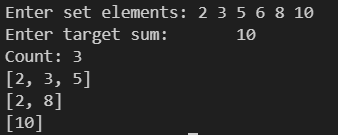 Enter set elements: 2 3 5 6 8 10
Enter target sum:       10
Count: 3
[2, 3, 5]
[2, 8]
[10]